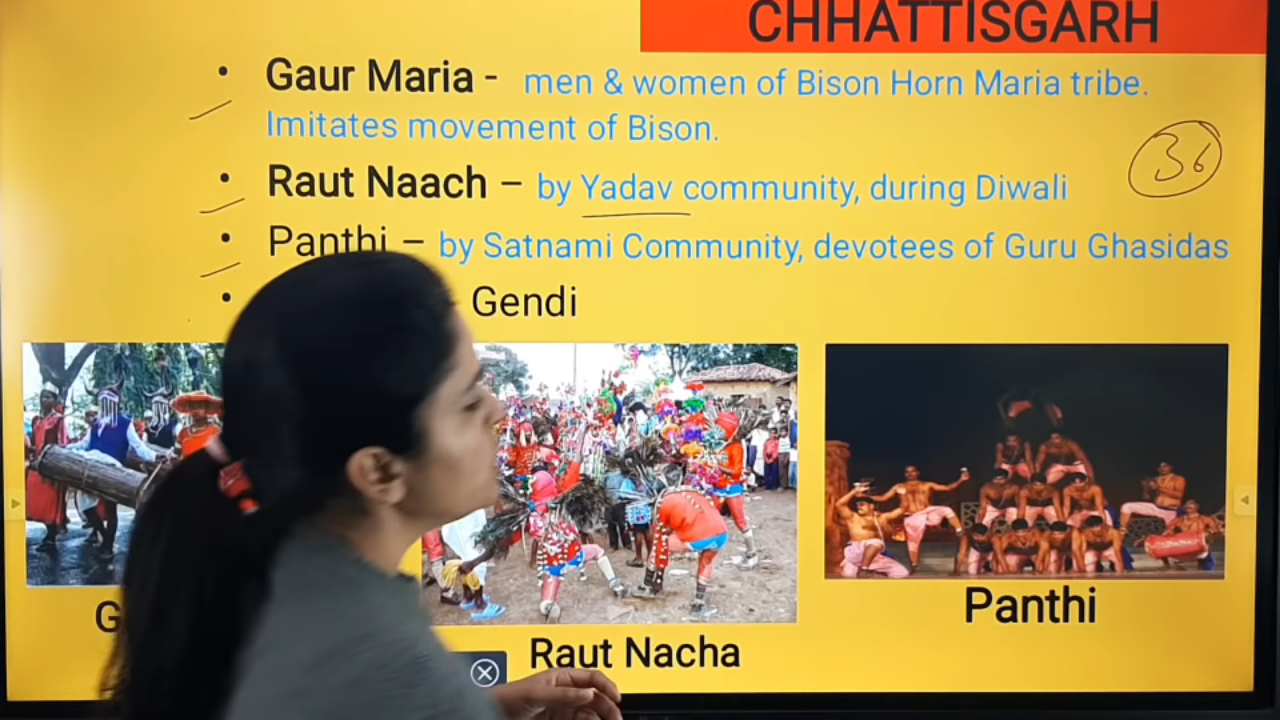 CHHATTISGARH
• Gaur Maria - men & women of Bison Horn Maria tribe.
Imitates movement of Bison.
• Raut Naach – by Yadav community, during Diwali
36
• Panthi – by Satnami Community, devotees of Guru Ghasidas
• Gendi
G
Raut Nacha
Panthi